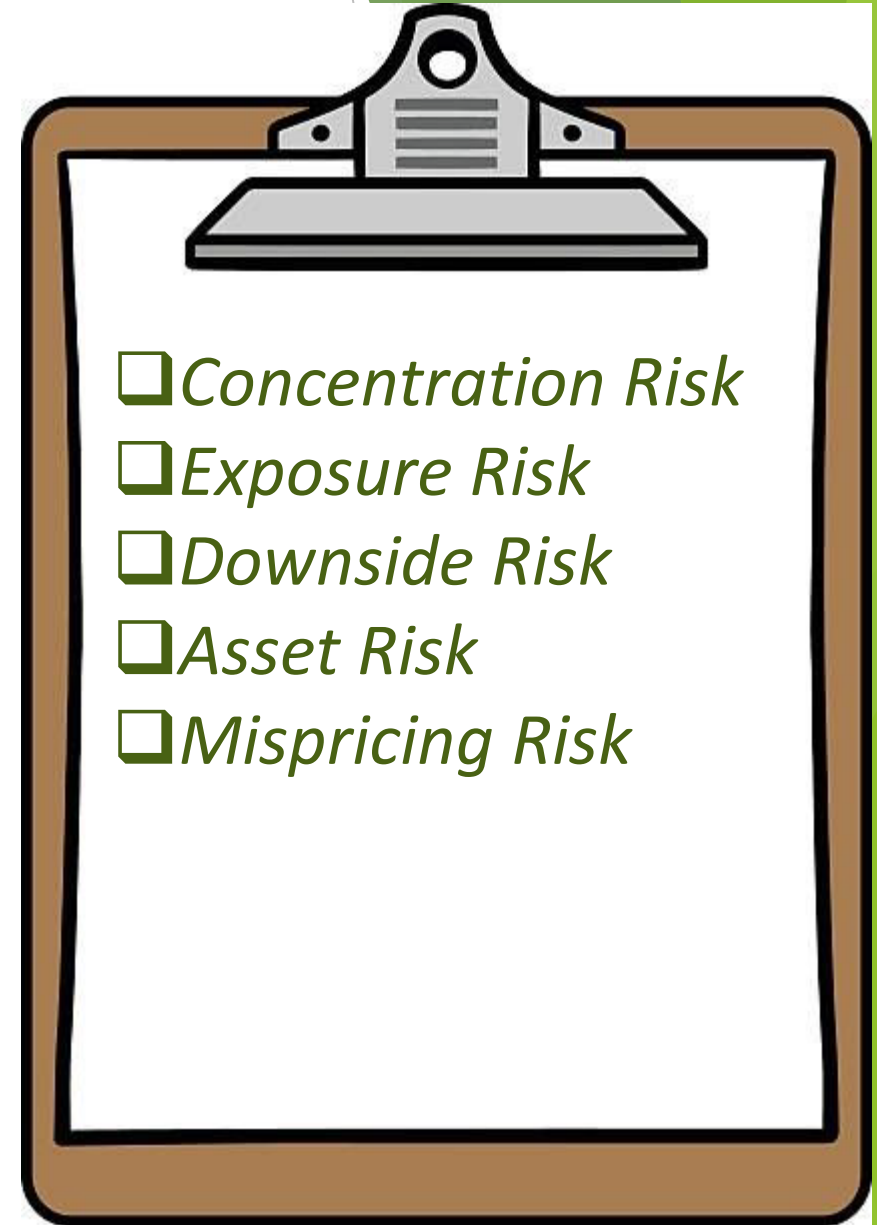 ❑Concentration Risk
❑Exposure Risk
❑Downside Risk
❑Asset Risk
❑Mispricing Risk